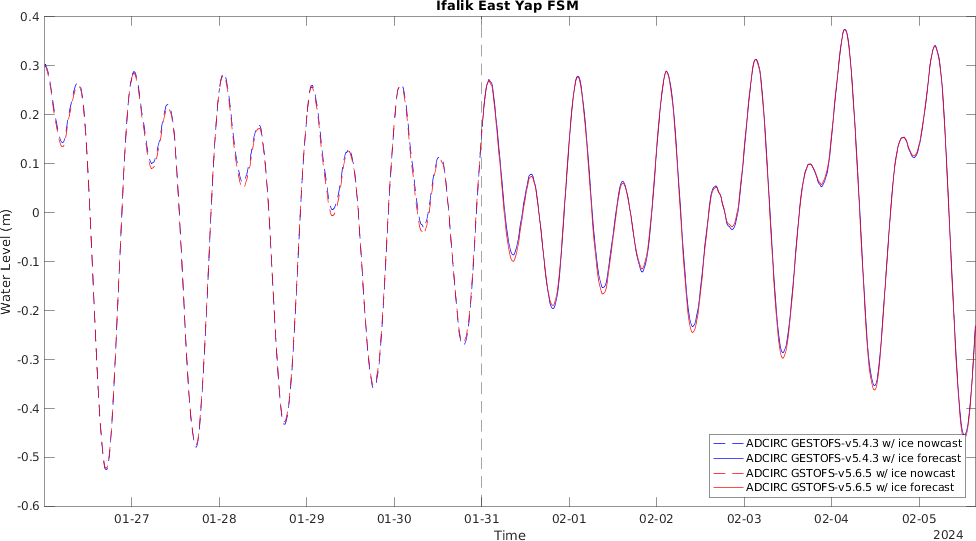 Ifalik East Yap FSM
0.4
0.3
0.2
0.1
0
-0.1
-0.2
-0.3
-0.4
-0.5
-0.6
Water Level (m)
ADCIRC GESTOFS-v5.4.3 w/ ice nowcast
ADCIRC GESTOFS-v5.4.3 w/ ice forecast
ADCIRC GSTOFS-v5.6.5 w/ ice nowcast
ADCIRC GSTOFS-v5.6.5 w/ ice forecast
01-27 01-28 01-29 01-30 01-31 02-01 02-02 02-03 02-04 02-05
Time
2024